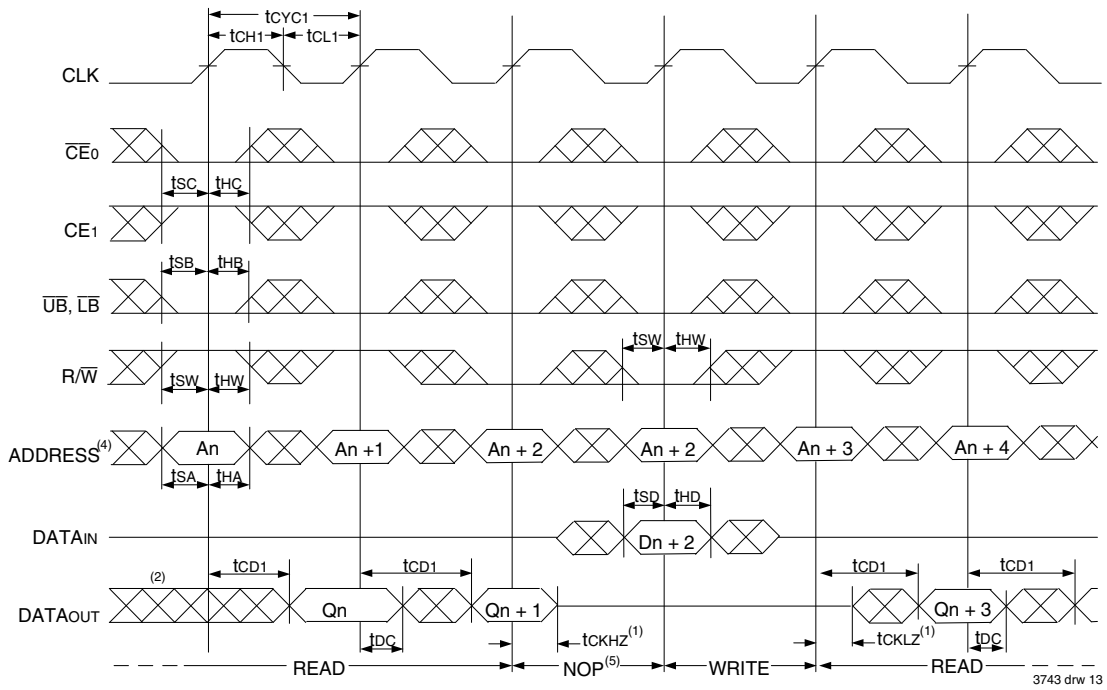 tCYC1
tCH1 tCL1
CLK
CE0
tSC tHC
CE1
tSB tHB
UB, LB
tSW tHW
R/W
tSW tHW
ADDRESS(4) An An +1 An + 2 An + 2 An + 3 An + 4
tSA tHA
tSD tHD
DATAIN Dn + 2
(2) tCD1 tCD1 tCD1 tCD1
DATAOUT Qn Qn + 1 Qn + 3
tDC tCKHZ(1) tCKLZ(1) tDC
READ NOP(5) WRITE READ
3743 drw 13